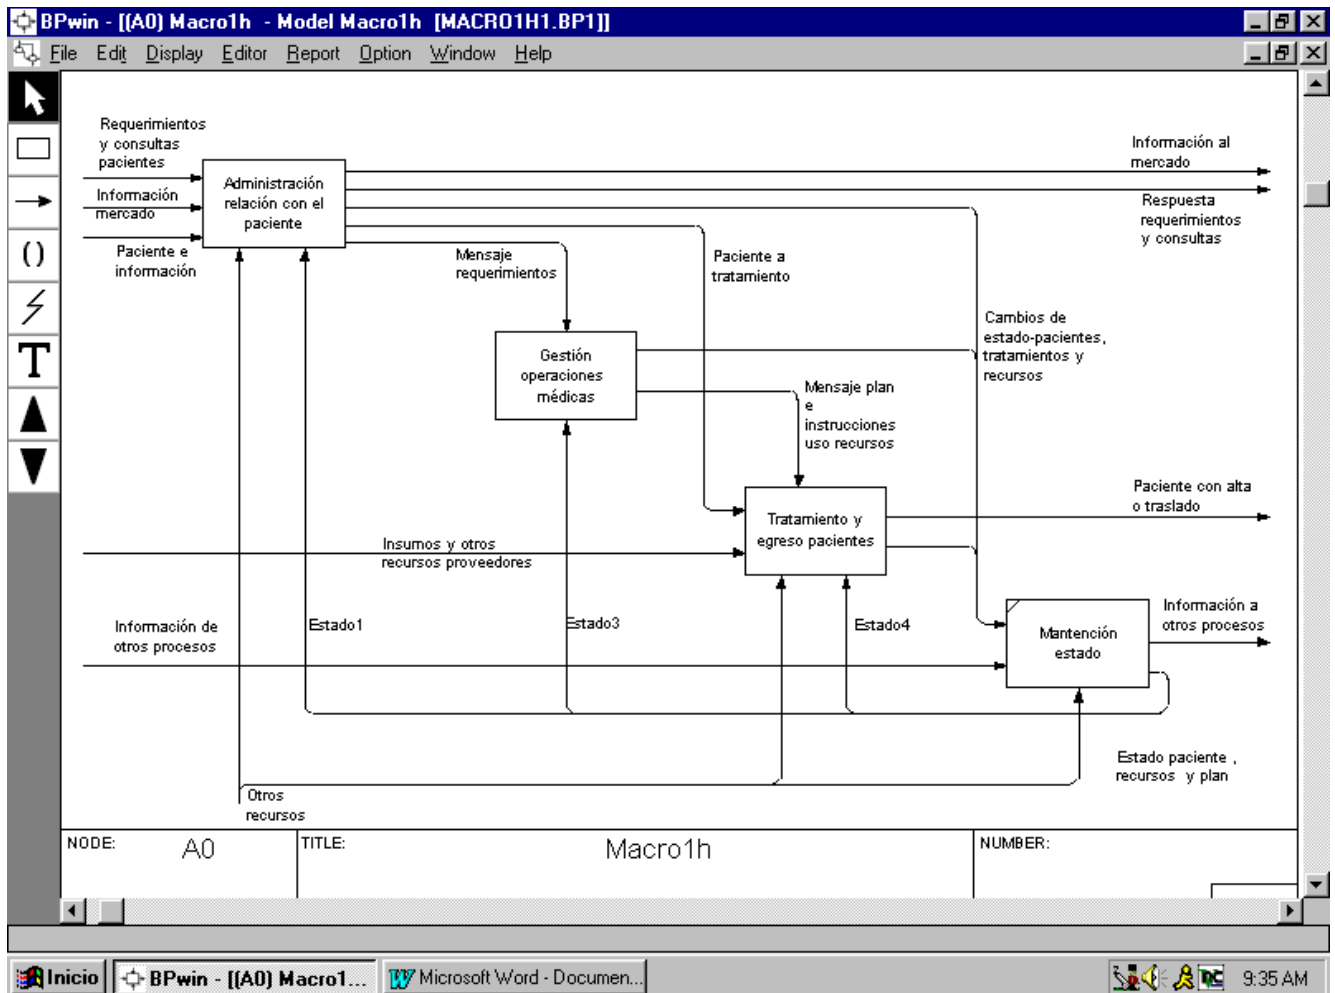 BPwin - [(A0) Macro1h - Model Macro1h [MACRO1H1.BP1]]
File Edit Display Editor Report Option Window Help
Requerimientos
y consultas
pacientes
Información
mercado
Paciente e
información
Administración
relación con el
paciente
Información al
mercado
Respuesta
requerimientos
y consultas
Mensaje
requerimientos
Paciente a
tratamiento
Cambios de
estado-pacientes,
tratamientos y
recursos
Gestión
operaciones
médicas
Mensaje plan
e
instrucciones
uso recursos
Paciente con alta
o traslado
Tratamiento y
egreso pacientes
Insumos y otros
recursos proveedores
Información de
otros procesos
Estado1
Estado3
Estado4
Mantención
estado
Información a
otros procesos
Estado paciente ,
recursos y plan
Otros
recursos
NODE: A0 TITLE: Macro1h NUMBER:
()
T
Inicio BPwin - [(A0) Macro1... Microsoft Word - Documen... 9:35 AM